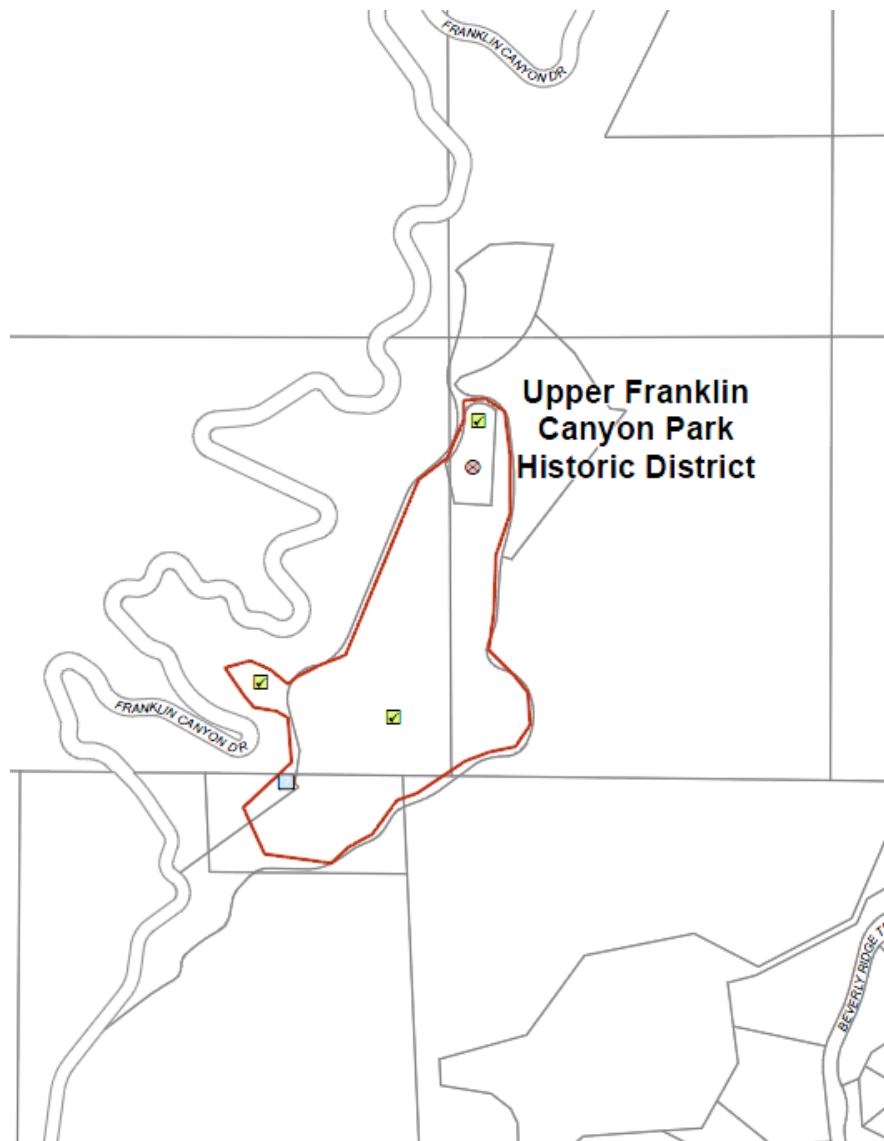 FRANKLIN CANYON DR
Upper Franklin
Canyon Park
Historic District
FRANKLIN CANYON DR
BEVERLY RIDGE